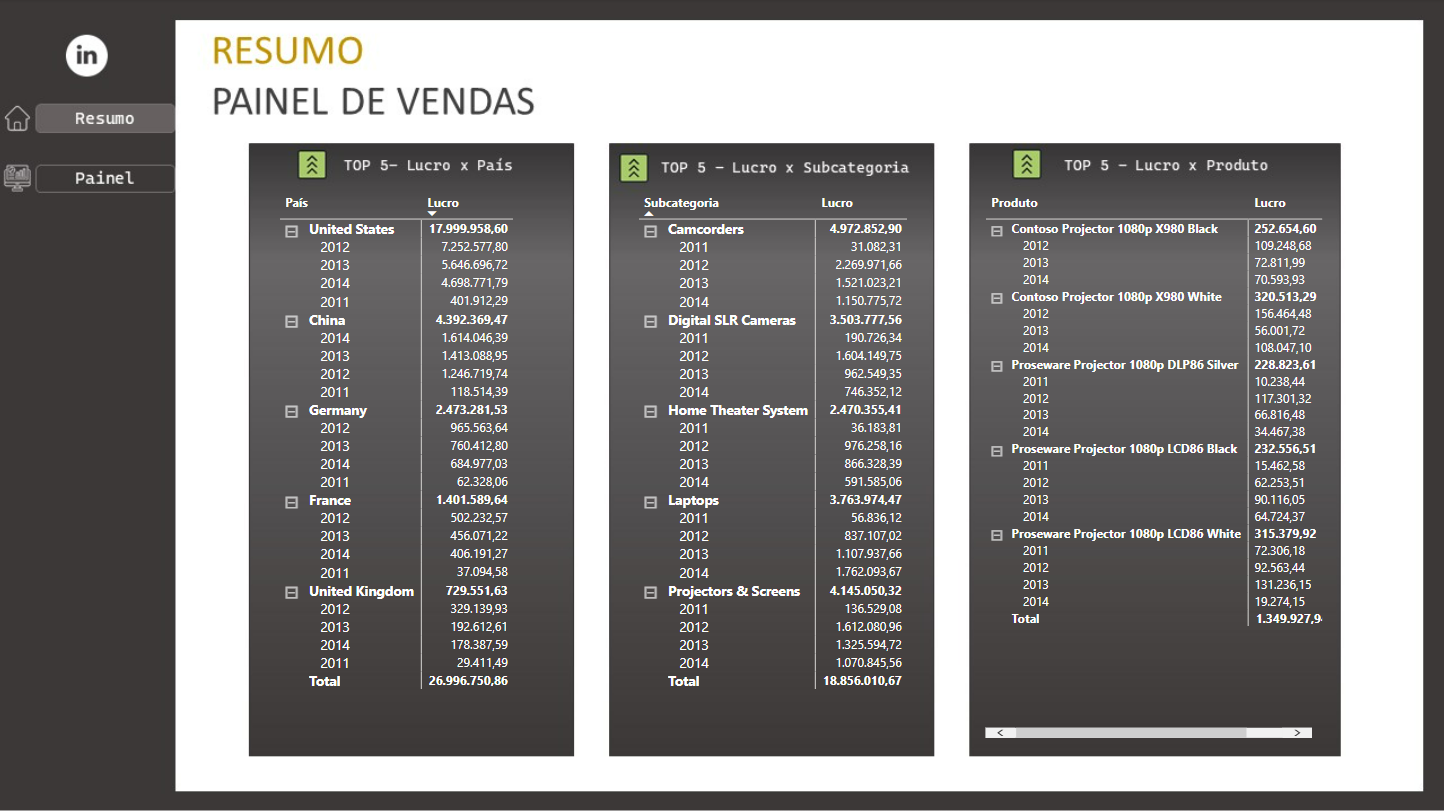 in
Resumo
Painel
RESUMO
PAINEL DE VENDAS
TOP 5- Lucro x País
País Lucro
United States 17.999.958,60
2012 7.252.577,80
2013 5.646.696,72
2014 4.698.771,79
2011 401.912,29
China 4.392.369,47
2014 1.614.046,39
2013 1.413.088,95
2012 1.246.719,74
2011 118.514,39
Germany 2.473.281,53
2012 965.563,64
2013 760.412,80
2014 684.977,03
2011 62.328,06
France 1.401.589,64
2012 502.232,57
2013 456.071,22
2014 406.191,27
2011 37.094,58
United Kingdom 729.551,63
2012 329.139,93
2013 192.612,61
2014 178.387,59
2011 29.411,49
Total 26.996.750,86
TOP 5 - Lucro x Subcategoria
Subcategoria Lucro
Camcorders 4.972.852,90
2011 31.082,31
2012 2.269.971,66
2013 1.521.023,21
2014 1.150.775,72
Digital SLR Cameras 3.503.777,56
2011 190.726,34
2012 1.604.149,75
2013 962.549,35
2014 746.352,12
Home Theater System 2.470.355,41
2011 36.183,81
2012 976.258,16
2013 866.328,39
2014 591.585,06
Laptops 3.763.974,47
2011 56.836,12
2012 837.107,02
2013 1.107.937,66
2014 1.762.093,67
Projectors & Screens 4.145.050,32
2011 136.529,08
2012 1.612.080,96
2013 1.325.594,72
2014 1.070.845,56
Total 18.856.010,67
TOP 5 - Lucro x Produto
Produto Lucro
Contoso Projector 1080p X980 Black 252.654,60
2012 109.248,68
2013 72.811,99
2014 70.593,93
Contoso Projector 1080p X980 White 320.513,29
2012 156.464,48
2013 56.001,72
2014 108.047,10
Proseware Projector 1080p DLP86 Silver 228.823,61
2011 10.238,44
2012 117.301,32
2013 66.816,48
2014 34.467,38
Proseware Projector 1080p LCD86 Black 232.556,51
2011 15.462,58
2012 62.253,51
2013 90.116,05
2014 64.724,37
Proseware Projector 1080p LCD86 White 315.379,92
2011 72.306,18
2012 92.563,44
2013 131.236,15
2014 19.274,15
Total 1.349.927,9